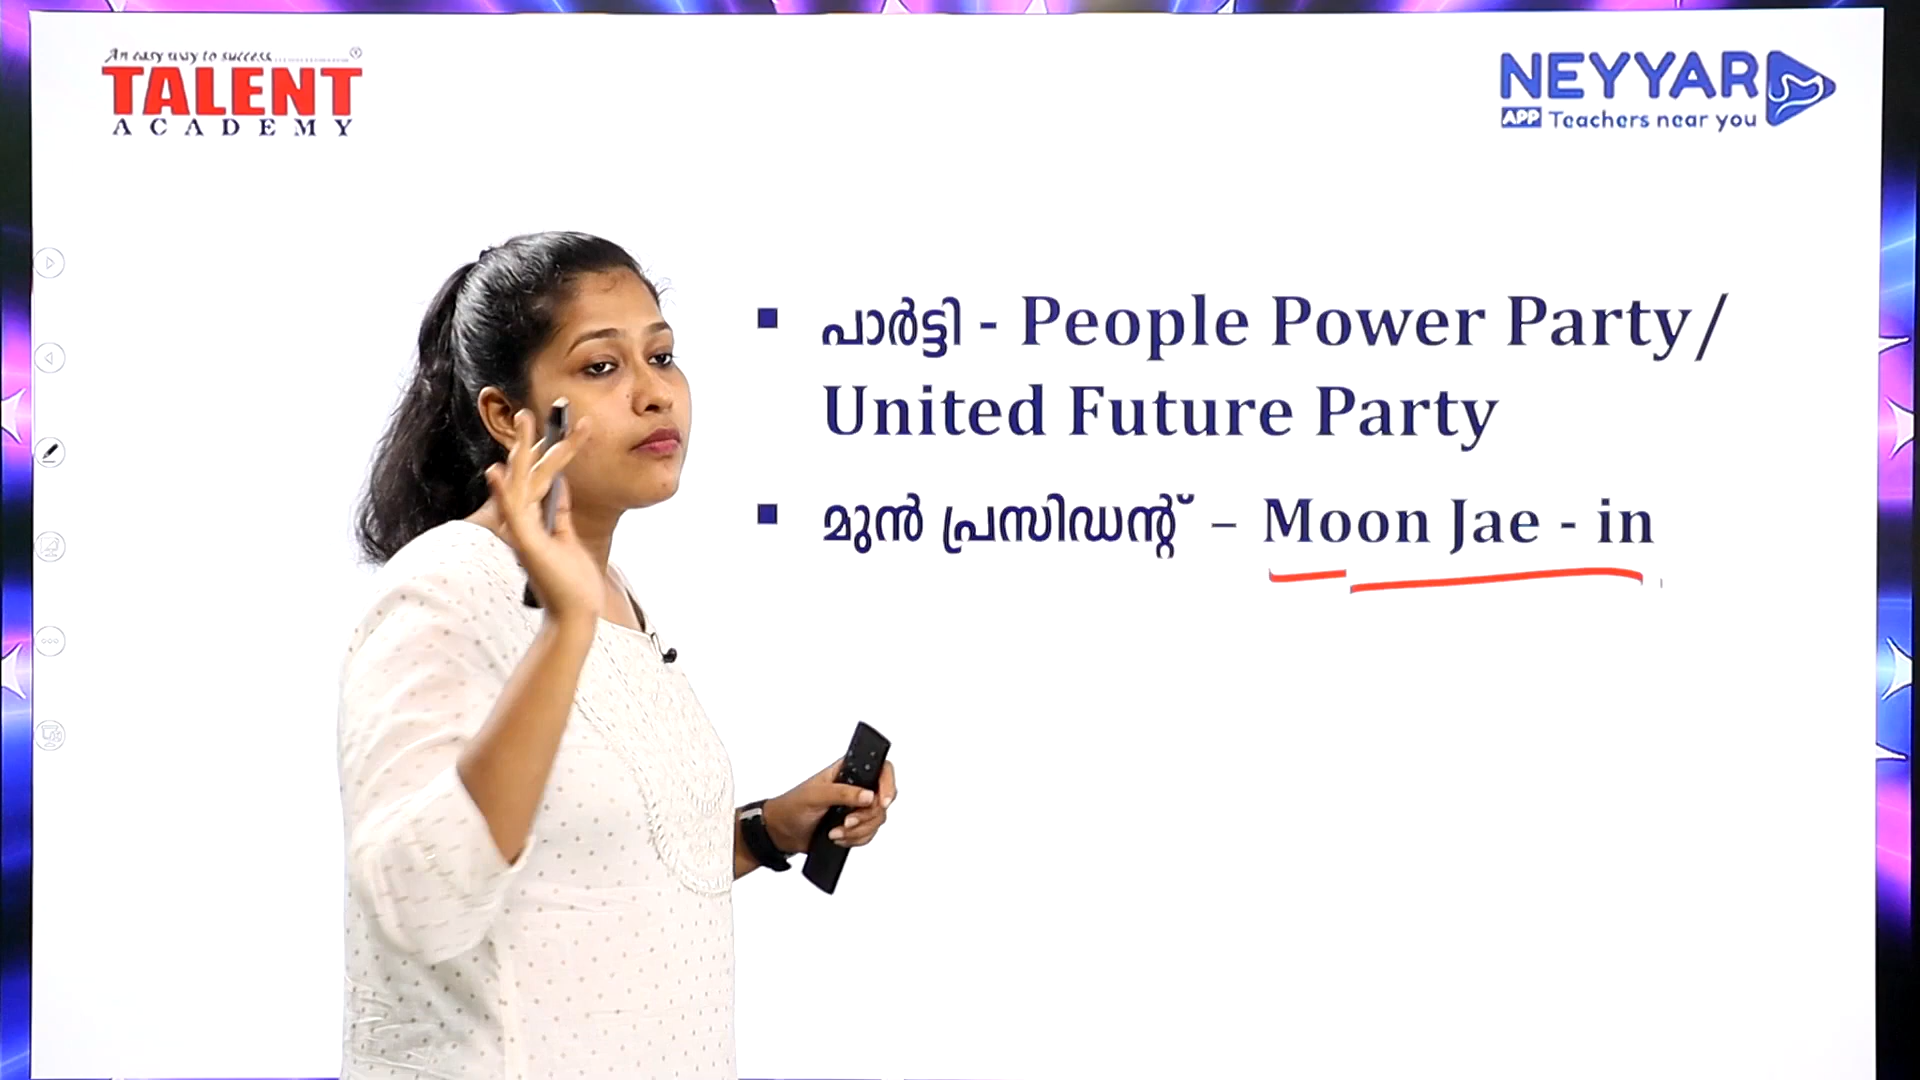 An easy way to success
TALENT
ACADEMY
NEYYAR
APP Teachers near you
പാർട്ടി - People Power Party/
United Future Party
മുൻ പ്രസിഡന്റ് – Moon Jae - in